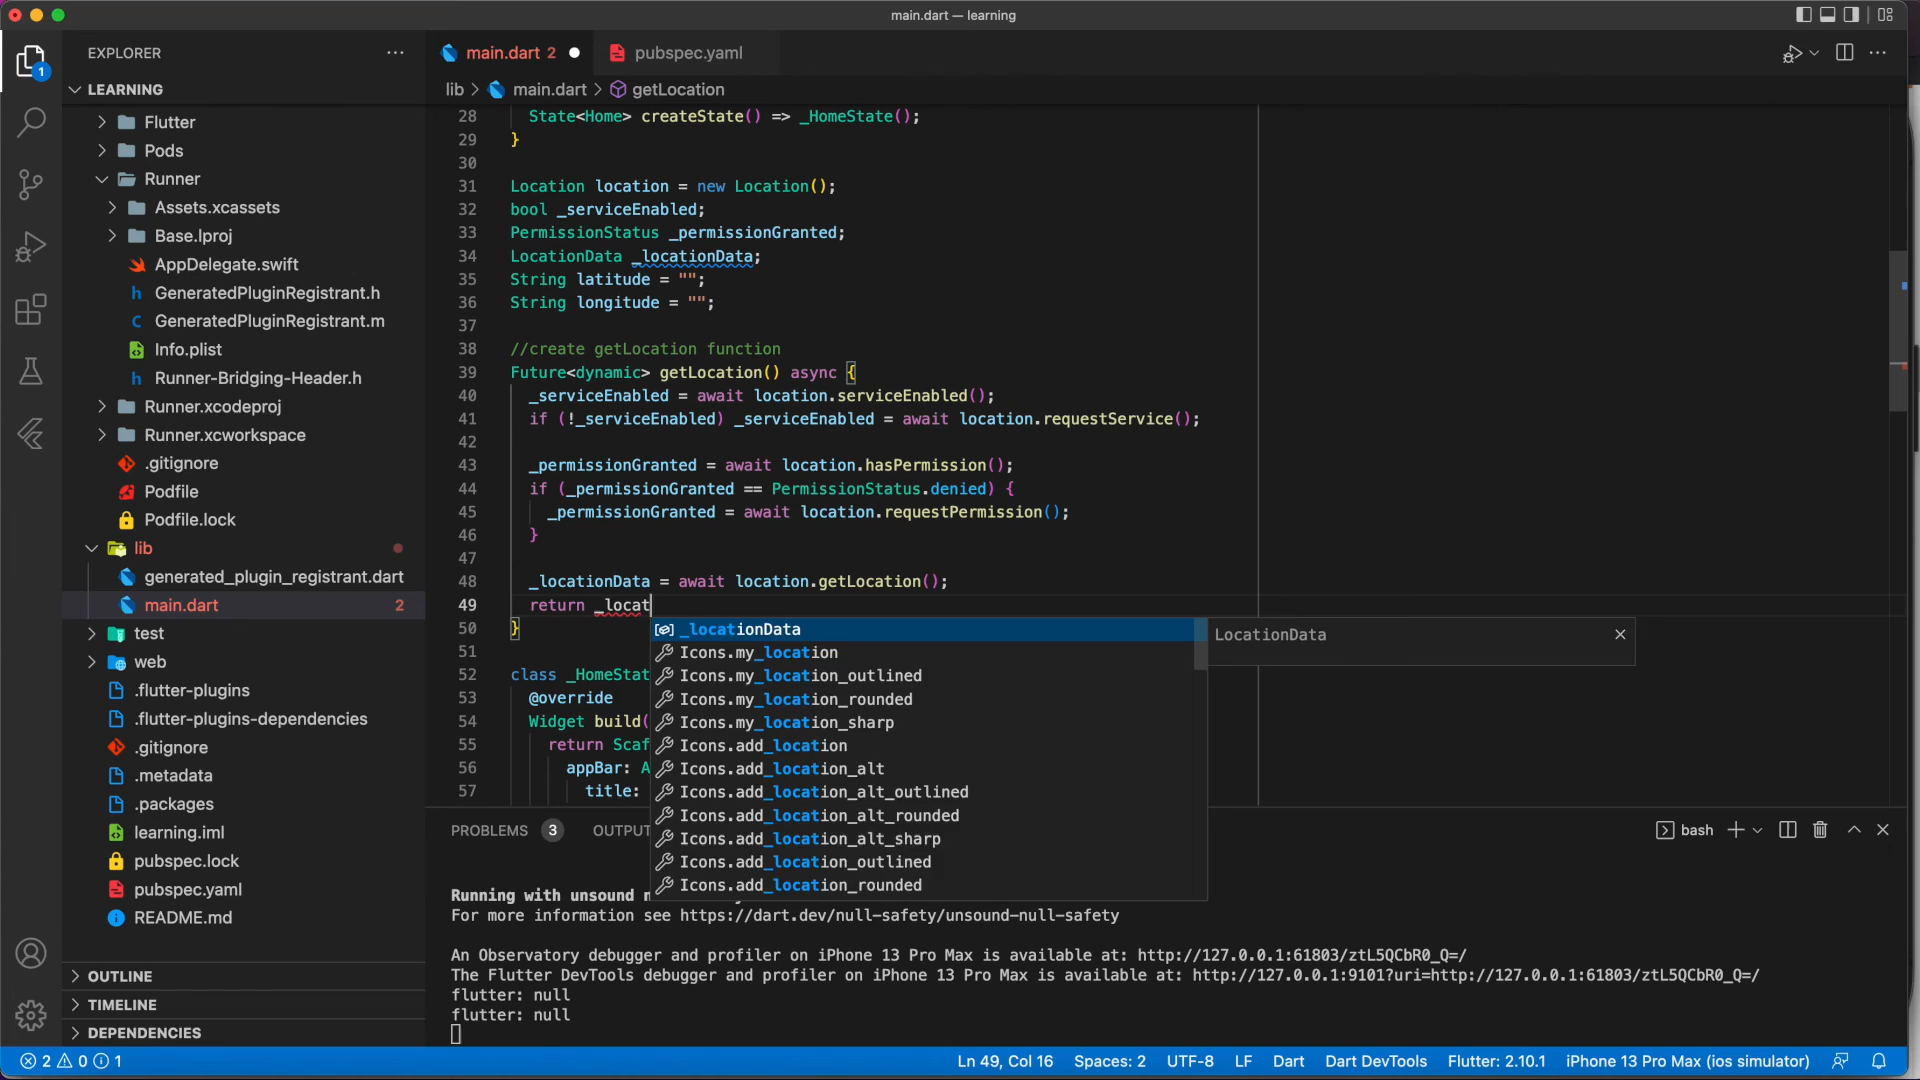 main.dart — learning
EXPLORER
LEARNING
Flutter
Pods
Runner
Assets.xcassets
Base.lproj
AppDelegate.swift
h GeneratedPluginRegistrant.h
C GeneratedPluginRegistrant.m
Info.plist
h Runner-Bridging-Header.h
Runner.xcodeproj
Runner.xcworkspace
.gitignore
Podfile
Podfile.lock
lib
generated_plugin_registrant.dart
main.dart 2
test
web
.flutter-plugins
.flutter-plugins-dependencies
.gitignore
.metadata
.packages
learning.iml
pubspec.lock
pubspec.yaml
README.md
OUTLINE
TIMELINE
DEPENDENCIES
1
main.dart 2
pubspec.yaml
lib > main.dart > getLocation
28 State<Home> createState() => _HomeState();
29 }
30
31 Location location = new Location();
32 bool _serviceEnabled;
33 PermissionStatus _permissionGranted;
34 LocationData _locationData;
35 String latitude = "";
36 String longitude = "";
37
38 //create getLocation function
39 Future<dynamic> getLocation() async {
40 _serviceEnabled = await location.serviceEnabled();
41 if (!_serviceEnabled) _serviceEnabled = await location.requestService();
42
43 _permissionGranted = await location.hasPermission();
44 if (_permissionGranted == PermissionStatus.denied) {
45 _permissionGranted = await location.requestPermission();
46 }
47
48 _locationData = await location.getLocation();
49 return _locat
50 }
51
52 class _HomeStat
53 @override
54 Widget build(
55 return Scaf
56 appBar: A
57 title:
_locationData
Icons.my_location
Icons.my_location_outlined
Icons.my_location_rounded
Icons.my_location_sharp
Icons.add_location
Icons.add_location_alt
Icons.add_location_alt_outlined
Icons.add_location_alt_rounded
Icons.add_location_alt_sharp
Icons.add_location_outlined
Icons.add_location_rounded
LocationData
PROBLEMS 3 OUTPUT
bash
Running with unsound
For more information see https://dart.dev/null-safety/unsound-null-safety
An Observatory debugger and profiler on iPhone 13 Pro Max is available at: http://127.0.0.1:61803/ztL5QCbR0_Q=/
The Flutter DevTools debugger and profiler on iPhone 13 Pro Max is available at: http://127.0.0.1:9101?uri=http://127.0.0.1:61803/ztL5QCbR0_Q=/
flutter: null
flutter: null
2 0 1
Ln 49, Col 16 Spaces: 2 UTF-8 LF Dart Dart DevTools Flutter: 2.10.1 iPhone 13 Pro Max (ios simulator)